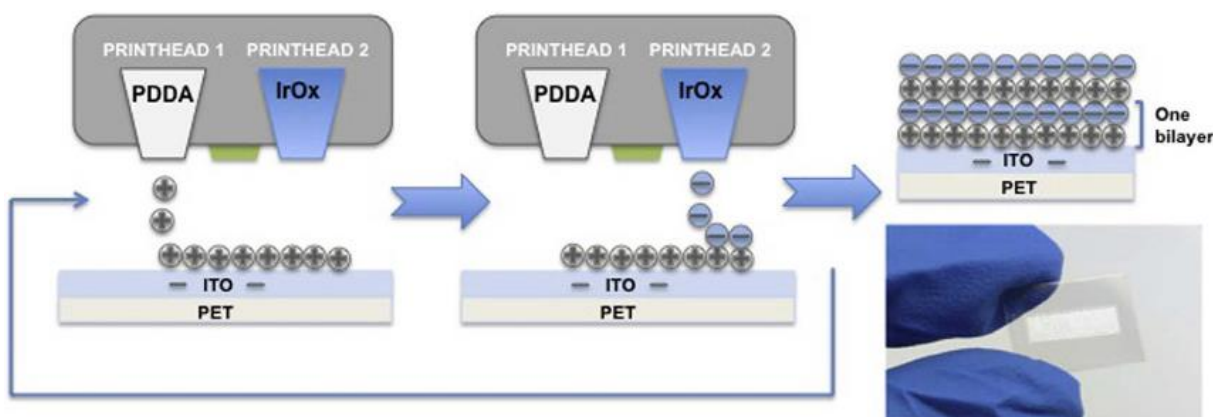 PRINTHEAD 1 PRINTHEAD 2
PDDA IrOx
ITO
PET
PRINTHEAD 1 PRINTHEAD 2
PDDA IrOx
ITO
PET
One
bilayer
ITO
PET